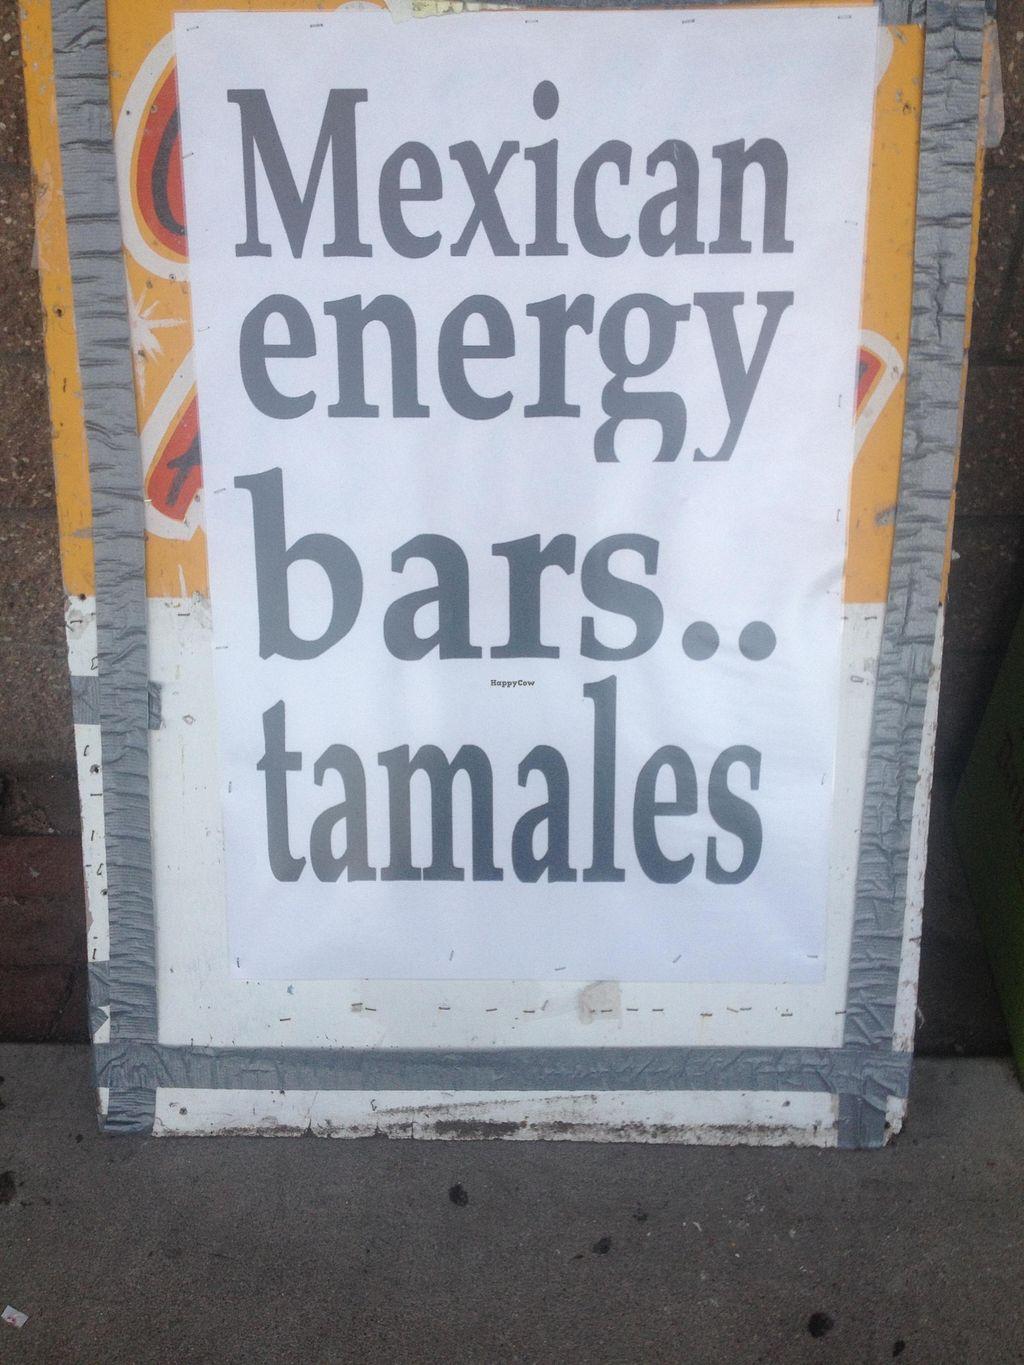 Mexican
energy
bars..
HappyCow
tamales